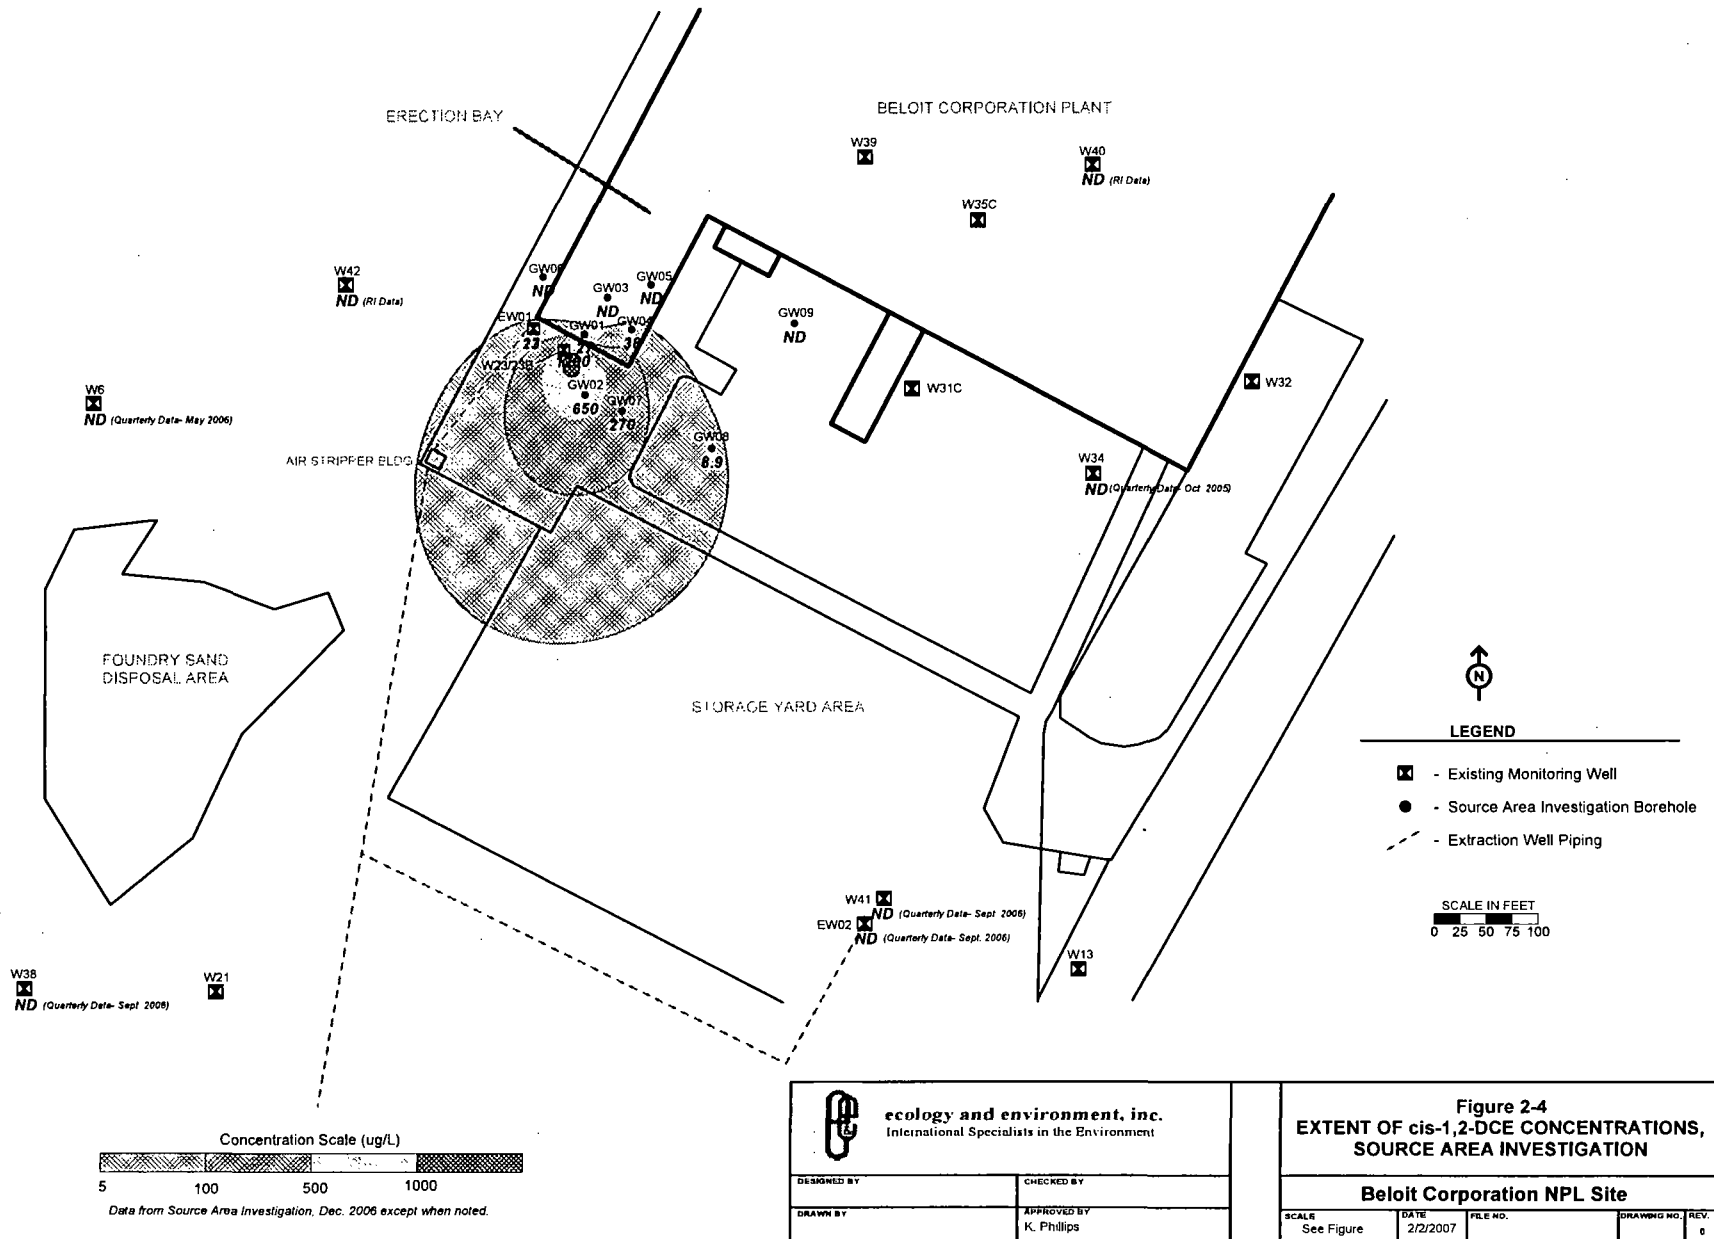 ERECTION BAY
BELOIT CORPORATION PLANT
W39
W40
ND (RI Data)
W35C
W42
ND (RI Data)
GW06
ND
GW03
ND
GW05
ND
GW09
ND
EW01
23
GW01
GW04
38
W23/23B
GW02
650
GW07
270
GW08
8.9
W31C
W32
W6
ND (Quarterly Data- May 2006)
AIR STRIPPER BLDG
W34
ND (Quarterly Data- Oct 2005)
FOUNDRY SAND
DISPOSAL AREA
STORAGE YARD AREA
N
LEGEND
- Existing Monitoring Well
- Source Area Investigation Borehole
- Extraction Well Piping
SCALE IN FEET
0 25 50 75 100
W41
ND (Quarterly Data- Sept 2006)
EW02
ND (Quarterly Data- Sept. 2006)
W13
W38
ND (Quarterly Data- Sept 2006)
W21
Concentration Scale (ug/L)
5 100 500 1000
Data from Source Area Investigation, Dec. 2006 except when noted.
ecology and environment, inc.
International Specialists in the Environment
DESIGNED BY
CHECKED BY
DRAWN BY
APPROVED BY
K. Phillips
Figure 2-4
EXTENT OF cis-1,2-DCE CONCENTRATIONS,
SOURCE AREA INVESTIGATION
Beloit Corporation NPL Site
SCALE
See Figure
DATE
2/2/2007
FILE NO.
DRAWING NO.
REV.
0